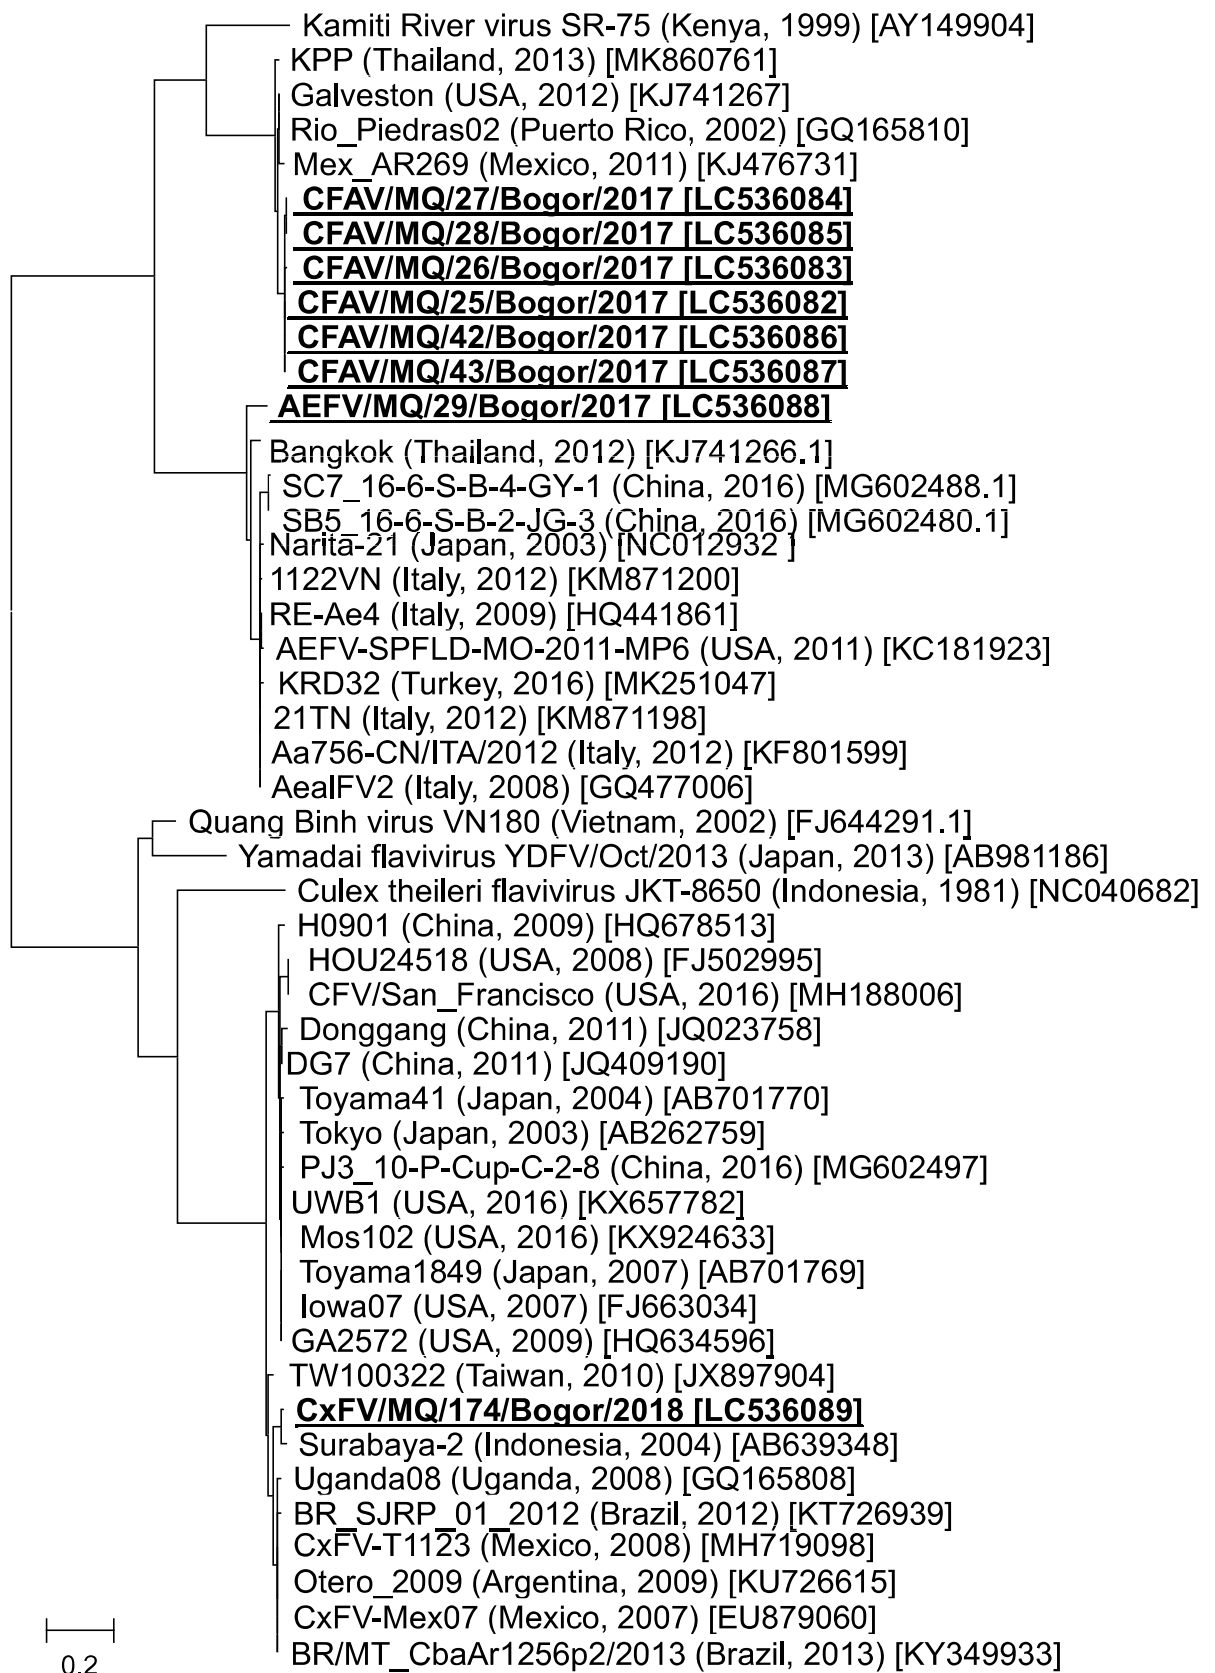 Kamiti River virus SR-75 (Kenya, 1999) [AY149904]
KPP (Thailand, 2013) [MK860761]
Galveston (USA, 2012) [KJ741267]
Rio_Piedras02 (Puerto Rico, 2002) [GQ165810]
Mex_AR269 (Mexico, 2011) [KJ476731]
CFAV/MQ/27/Bogor/2017 [LC536084]
CFAV/MQ/28/Bogor/2017 [LC536085]
CFAV/MQ/26/Bogor/2017 [LC536083]
CFAV/MQ/25/Bogor/2017 [LC536082]
CFAV/MQ/42/Bogor/2017 [LC536086]
CFAV/MQ/43/Bogor/2017 [LC536087]
AEFV/MQ/29/Bogor/2017 [LC536088]
Bangkok (Thailand, 2012) [KJ741266.1]
SC7_16-6-S-B-4-GY-1 (China, 2016) [MG602488.1]
SB5_16-6-S-B-2-JG-3 (China, 2016) [MG602480.1]
Narita-21 (Japan, 2003) [NC012932 ]
1122VN (Italy, 2012) [KM871200]
RE-Ae4 (Italy, 2009) [HQ441861]
AEFV-SPFLD-MO-2011-MP6 (USA, 2011) [KC181923]
KRD32 (Turkey, 2016) [MK251047]
21TN (Italy, 2012) [KM871198]
Aa756-CN/ITA/2012 (Italy, 2012) [KF801599]
AealFV2 (Italy, 2008) [GQ477006]
Quang Binh virus VN180 (Vietnam, 2002) [FJ644291.1]
Yamadai flavivirus YDFV/Oct/2013 (Japan, 2013) [AB981186]
Culex theileri flavivirus JKT-8650 (Indonesia, 1981) [NC040682]
H0901 (China, 2009) [HQ678513]
HOU24518 (USA, 2008) [FJ502995]
CFV/San_Francisco (USA, 2016) [MH188006]
Donggang (China, 2011) [JQ023758]
DG7 (China, 2011) [JQ409190]
Toyama41 (Japan, 2004) [AB701770]
Tokyo (Japan, 2003) [AB262759]
PJ3_10-P-Cup-C-2-8 (China, 2016) [MG602497]
UWB1 (USA, 2016) [KX657782]
Mos102 (USA, 2016) [KX924633]
Toyama1849 (Japan, 2007) [AB701769]
Iowa07 (USA, 2007) [FJ663034]
GA2572 (USA, 2009) [HQ634596]
TW100322 (Taiwan, 2010) [JX897904]
CxFV/MQ/174/Bogor/2018 [LC536089]
Surabaya-2 (Indonesia, 2004) [AB639348]
Uganda08 (Uganda, 2008) [GQ165808]
BR_SJRP_01_2012 (Brazil, 2012) [KT726939]
CxFV-T1123 (Mexico, 2008) [MH719098]
Otero_2009 (Argentina, 2009) [KU726615]
CxFV-Mex07 (Mexico, 2007) [EU879060]
BR/MT_CbaAr1256p2/2013 (Brazil, 2013) [KY349933]
0.2